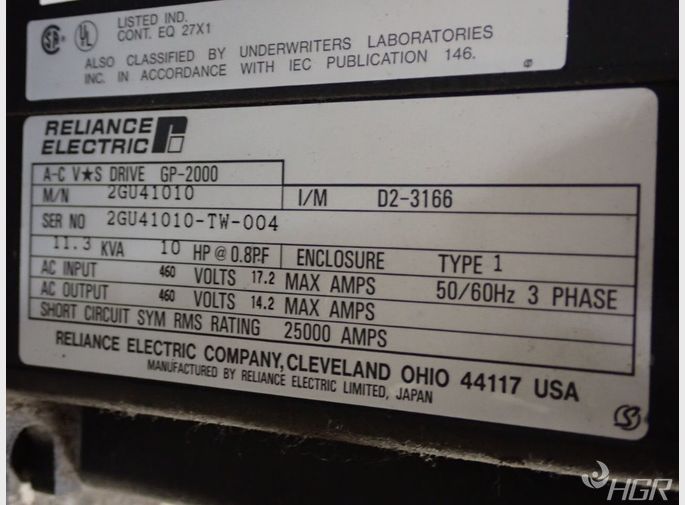 LISTED IND.
CONT. EQ 27X1
ALSO CLASSIFIED BY UNDERWRITERS LABORATORIES
INC. IN ACCORDANCE WITH IEC PUBLICATION 146.
RELIANCE
ELECTRIC
A-C V★S DRIVE GP-2000
M/N 2GU41010 I/M D2-3166
SER NO 2GU41010-TW-004
11.3 KVA 10 HP @ 0.8PF ENCLOSURE TYPE 1
AC INPUT 460 VOLTS 17.2 MAX AMPS 50/60Hz 3 PHASE
AC OUTPUT 460 VOLTS 14.2 MAX AMPS
SHORT CIRCUIT SYM RMS RATING 25000 AMPS
RELIANCE ELECTRIC COMPANY, CLEVELAND OHIO 44117 USA
MANUFACTURED BY RELIANCE ELECTRIC LIMITED, JAPAN
HGR